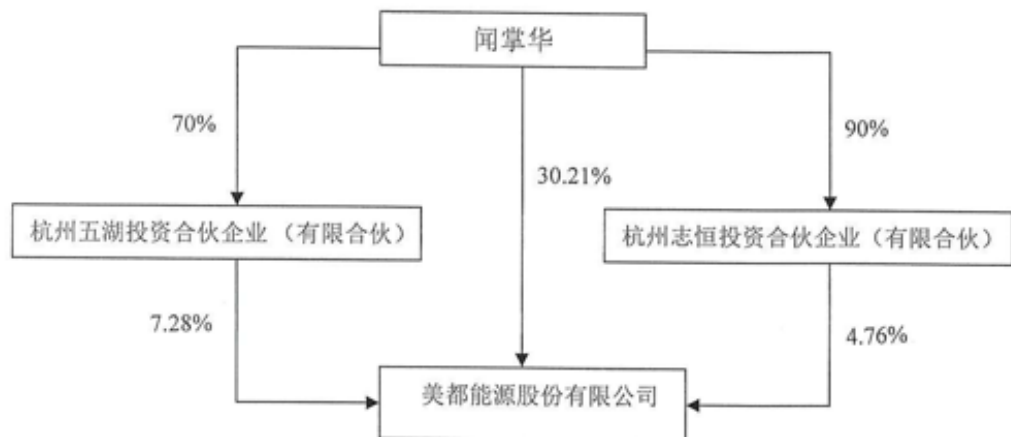 闻掌华
70%
30.21%
90%
杭州五湖投资合伙企业（有限合伙）
杭州志恒投资合伙企业（有限合伙）
7.28%
4.76%
美都能源股份有限公司